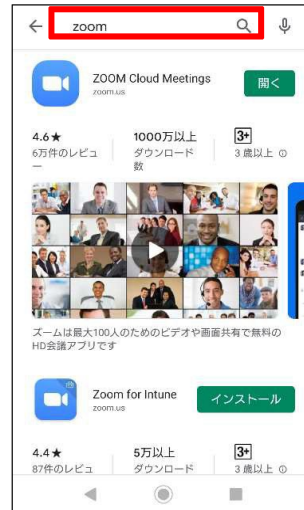 zoom
ZOOM Cloud Meetings
zoom.us
開く
4.6★ 1000万以上 3+
6万件のレビュ ダウンロード 3 歳以上
ー 数
ズームは最大100人のためのビデオや画面共有で無料の
HD会議アプリです
Zoom for Intune
zoom.us
インストール
4.4★ 5万以上 3+
87件のレビュ ダウンロード 3 歳以上